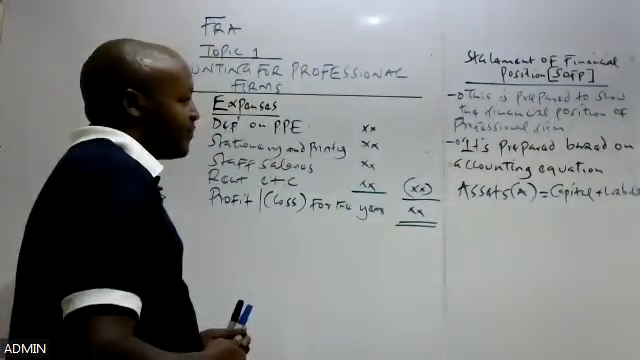 FRA
TOPIC 1
UNTING FOR PROFESSIONAL
FIRMS
Expenses
Dep' on PPE xx
Stationery and Printing xx
Staff salaries xx
Rent etc xx (xx)
Profit/(Loss) for the year xx
Statement of Financial
Position [SOFP]
→ This is prepared to show
the financial position of
Professional firm
→ It's prepared based on
accounting equation
Assets(A) = Capital + Liab
ADMIN